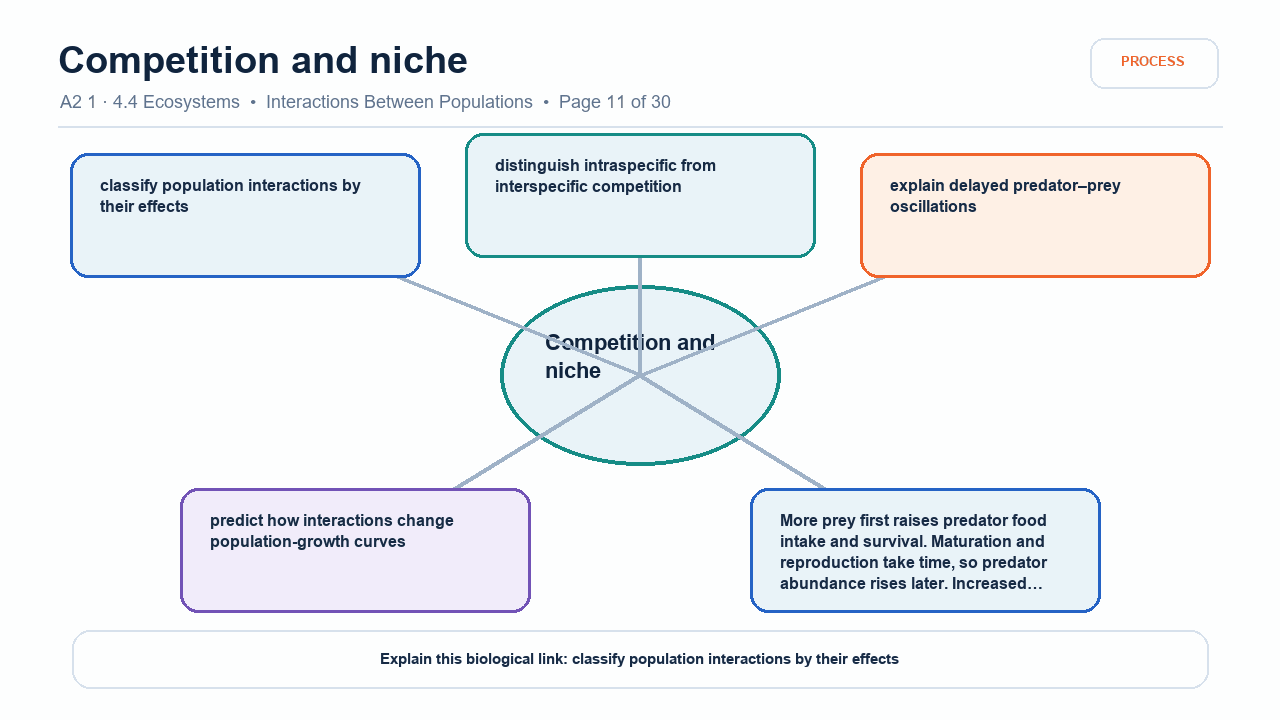 Competition and niche
PROCESS
A2 1 · 4.4 Ecosystems • Interactions Between Populations • Page 11 of 30
classify population interactions by
their effects
distinguish intraspecific from
interspecific competition
explain delayed predator–prey
oscillations
Competition and
niche
predict how interactions change
population-growth curves
More prey first raises predator food
intake and survival. Maturation and
reproduction take time, so predator
abundance rises later. Increased…
Explain this biological link: classify population interactions by their effects